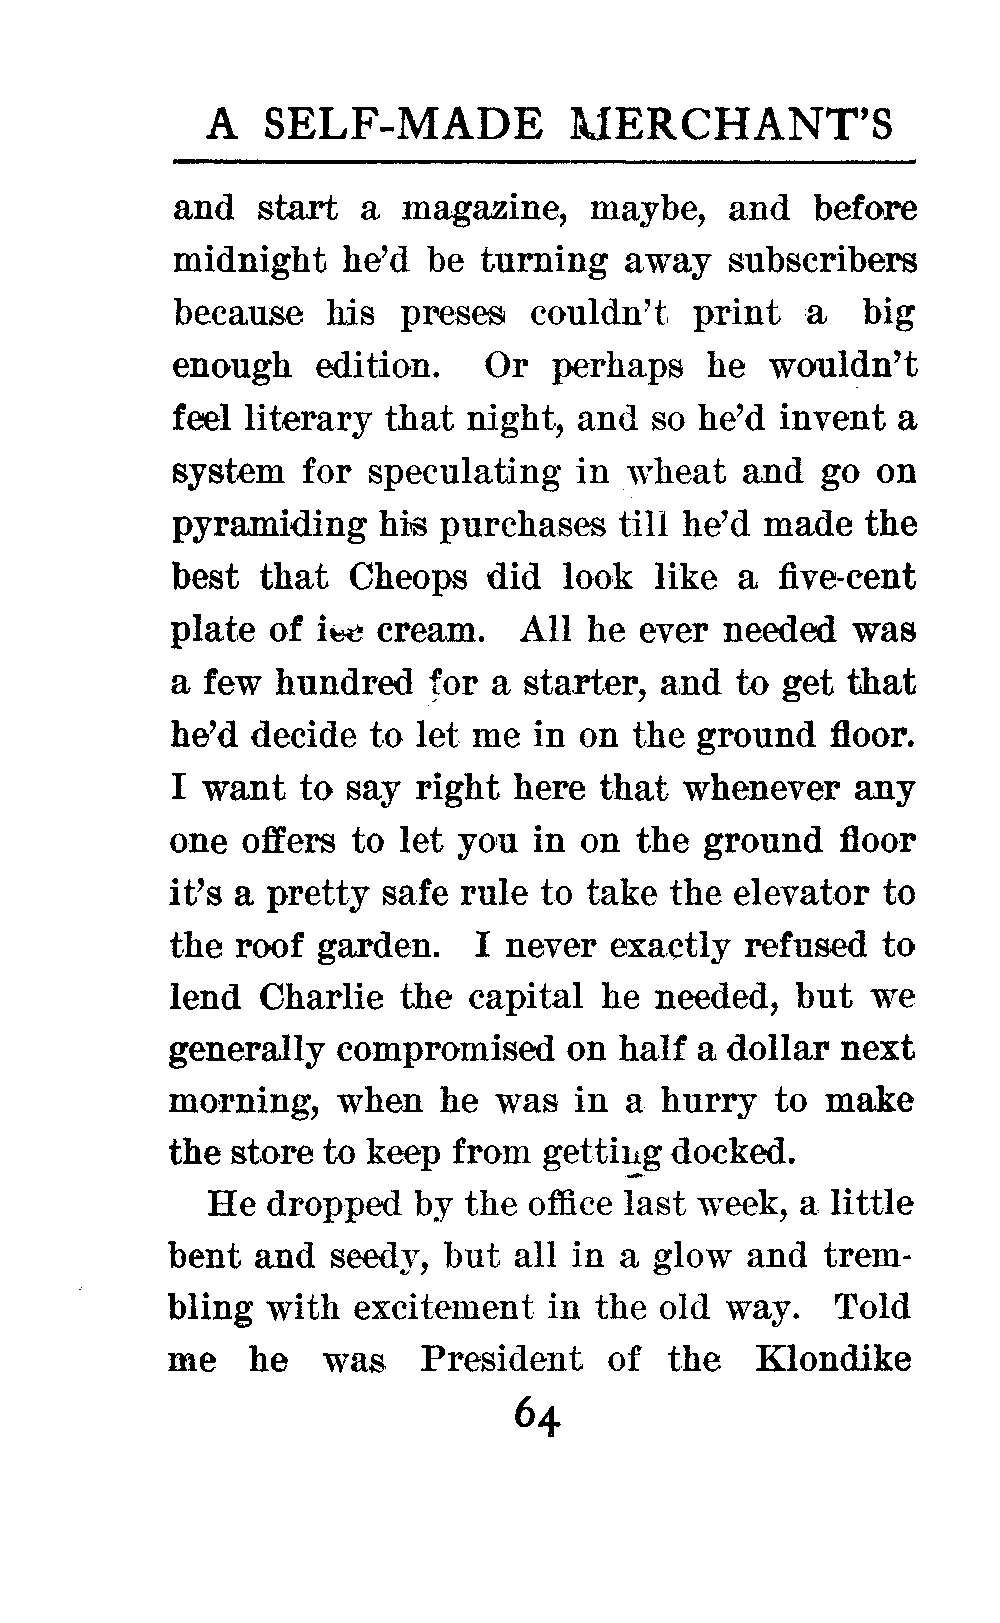 A SELF-MADE MERCHANT'S
and start a magazine, maybe, and before
midnight he'd be turning away subscribers
because his preses couldn't print a big
enough edition. Or perhaps he wouldn't
feel literary that night, and so he'd invent a
system for speculating in wheat and go on
pyramiding his purchases till he'd made the
best that Cheops did look like a five-cent
plate of ice cream. All he ever needed was
a few hundred for a starter, and to get that
he'd decide to let me in on the ground floor.
I want to say right here that whenever any
one offers to let you in on the ground floor
it's a pretty safe rule to take the elevator to
the roof garden. I never exactly refused to
lend Charlie the capital he needed, but we
generally compromised on half a dollar next
morning, when he was in a hurry to make
the store to keep from getting docked.
He dropped by the office last week, a little
bent and seedy, but all in a glow and trem-
bling with excitement in the old way. Told
me he was President of the Klondike
64